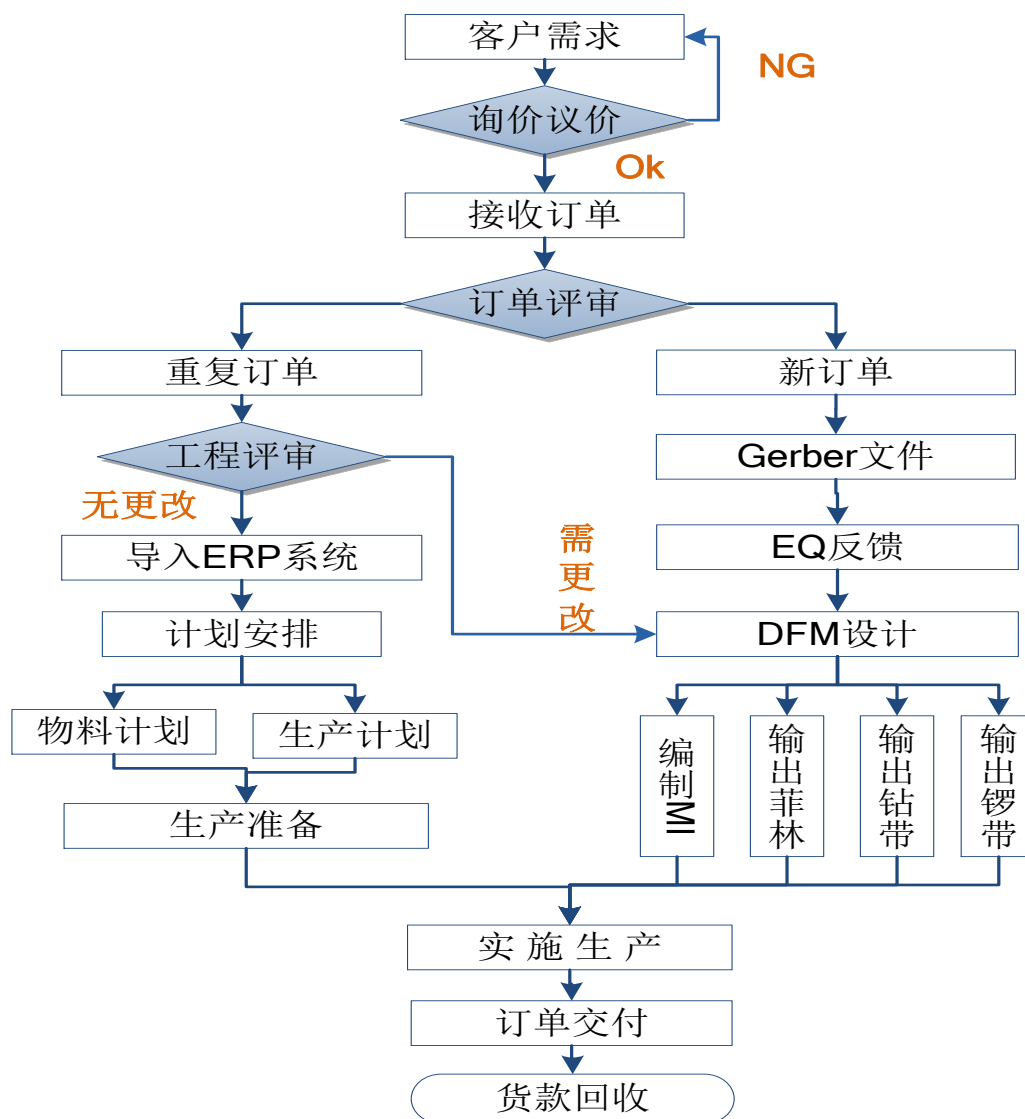 客户需求
NG
询价议价
Ok
接收订单
订单评审
重复订单
新订单
工程评审
Gerber文件
无更改
需更改
导入ERP系统
EQ反馈
计划安排
DFM设计
物料计划
生产计划
编制MI
输出菲林
输出钻带
输出锣带
生产准备
实施生产
订单交付
货款回收